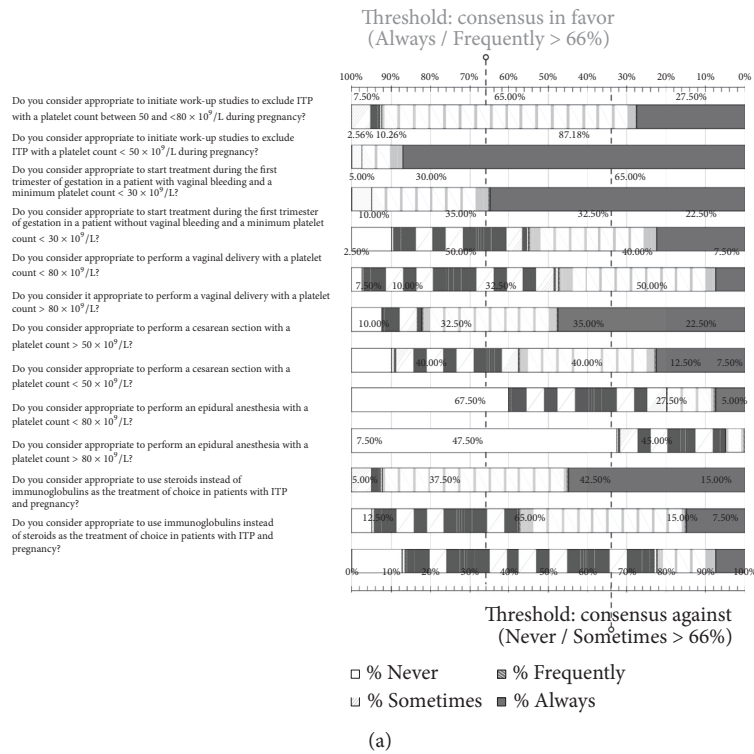 Threshold: consensus in favor
(Always / Frequently > 66%)
100% 90% 80% 70% 60% 50% 40% 30% 20% 10% 0%
Do you consider appropriate to initiate work-up studies to exclude ITP
with a platelet count between 50 and <80 × 10⁹/L during pregnancy?
7.50% 65.00% 27.50%
Do you consider appropriate to initiate work-up studies to exclude
ITP with a platelet count < 50 × 10⁹/L during pregnancy?
2.56% 10.26% 87.18%
Do you consider appropriate to start treatment during the first
trimester of gestation in a patient with vaginal bleeding and a
minimum platelet count < 30 × 10⁹/L?
5.00% 30.00% 65.00%
Do you consider appropriate to start treatment during the first trimester
of gestation in a patient without vaginal bleeding and a minimum platelet
count < 30 × 10⁹/L?
10.00% 35.00% 32.50% 22.50%
Do you consider appropriate to perform a vaginal delivery with a platelet
count < 80 × 10⁹/L?
2.50% 50.00% 40.00% 7.50%
Do you consider it appropriate to perform a vaginal delivery with a platelet
count > 80 × 10⁹/L?
7.50% 10.00% 32.50% 50.00%
Do you consider appropriate to perform a cesarean section with a
platelet count > 50 × 10⁹/L?
10.00% 32.50% 35.00% 22.50%
Do you consider appropriate to perform a cesarean section with a
platelet count < 50 × 10⁹/L?
40.00% 40.00% 12.50% 7.50%
Do you consider appropriate to perform an epidural anesthesia with a
platelet count < 80 × 10⁹/L?
67.50% 27.50% 5.00%
Do you consider appropriate to perform an epidural anesthesia with a
platelet count > 80 × 10⁹/L?
7.50% 47.50% 45.00%
Do you consider appropriate to use steroids instead of
immunoglobulins as the treatment of choice in patients with ITP
and pregnancy?
5.00% 37.50% 42.50% 15.00%
Do you consider appropriate to use immunoglobulins instead
of steroids as the treatment of choice in patients with ITP and
pregnancy?
12.50% 65.00% 15.00% 7.50%
0% 10% 20% 30% 40% 50% 60% 70% 80% 90% 100%
Threshold: consensus against
(Never / Sometimes > 66%)
% Never % Frequently
% Sometimes % Always
(a)